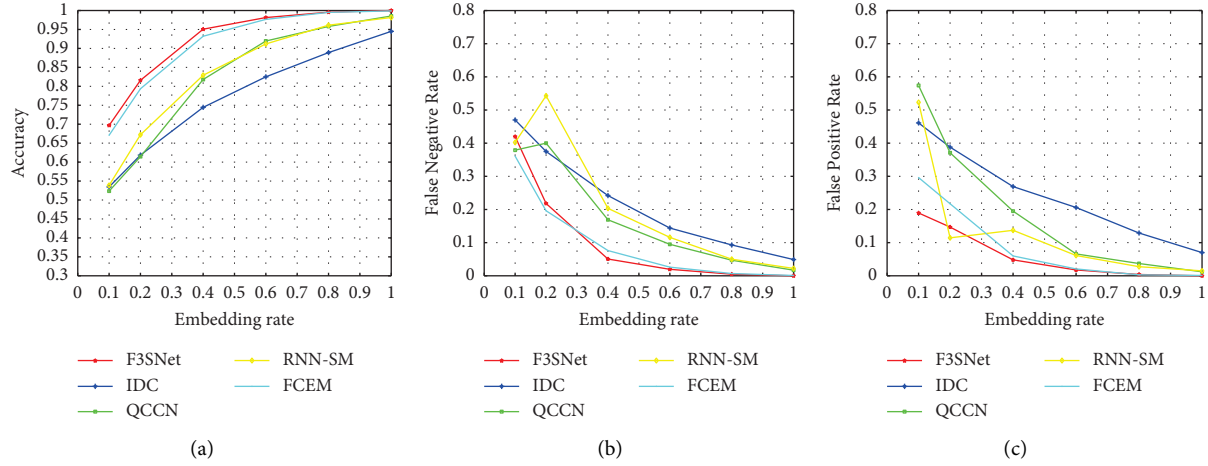 1
0.95
0.9
0.85
0.8
0.75
0.7
0.65
0.6
0.55
0.5
0.45
0.4
0.35
0.3
Accuracy
0 0.1 0.2 0.3 0.4 0.5 0.6 0.7 0.8 0.9 1
Embedding rate
F3SNet
IDC
QCCN
RNN-SM
FCEM
(a)
0.8
0.7
0.6
0.5
0.4
0.3
0.2
0.1
0
False Negative Rate
0 0.1 0.2 0.3 0.4 0.5 0.6 0.7 0.8 0.9 1
Embedding rate
F3SNet
IDC
QCCN
RNN-SM
FCEM
(b)
0.8
0.7
0.6
0.5
0.4
0.3
0.2
0.1
0
False Positive Rate
0 0.1 0.2 0.3 0.4 0.5 0.6 0.7 0.8 0.9 1
Embedding rate
F3SNet
IDC
QCCN
RNN-SM
FCEM
(c)